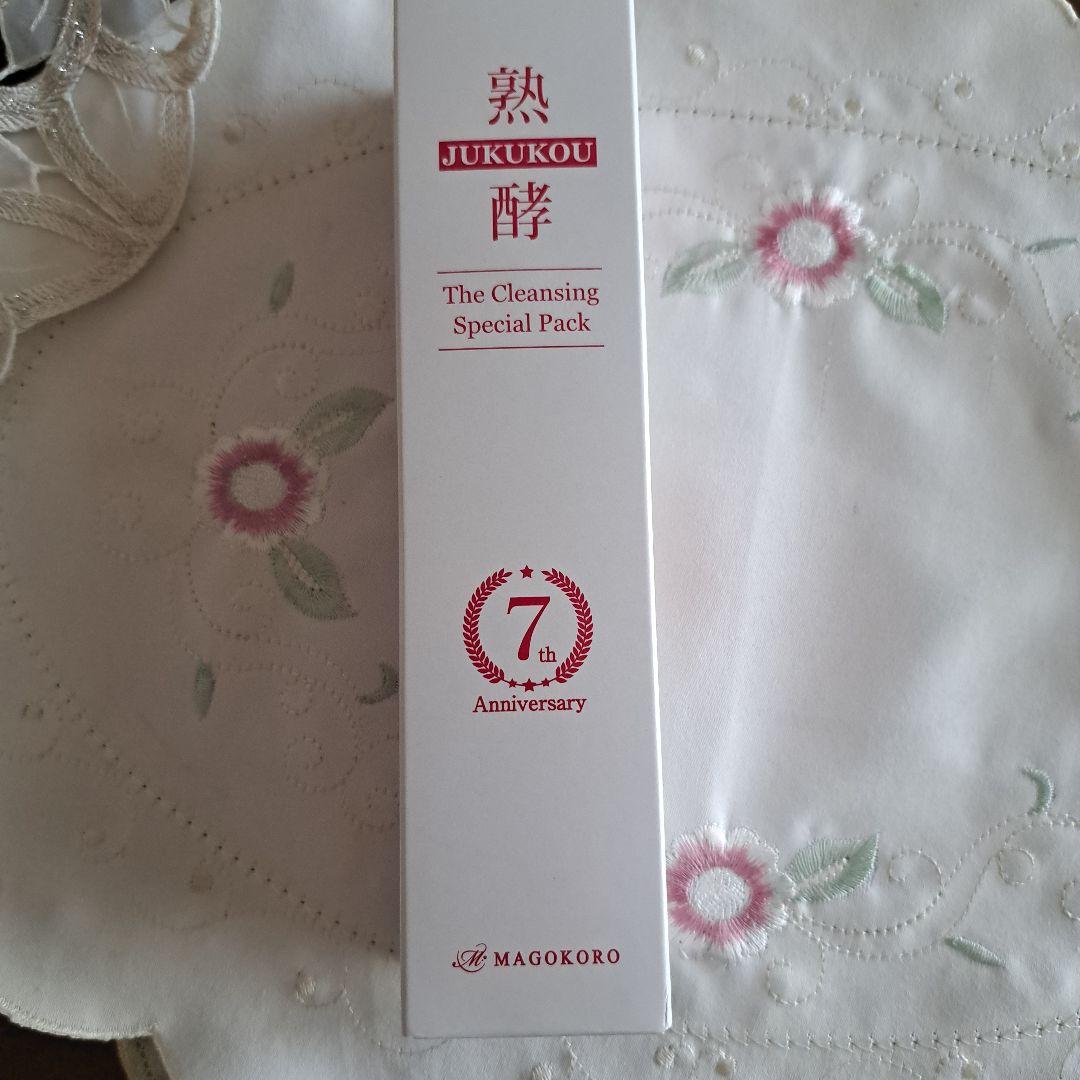 熟
JUKUKOU
酵
The Cleansing
Special Pack
7th
Anniversary
M MAGOKORO